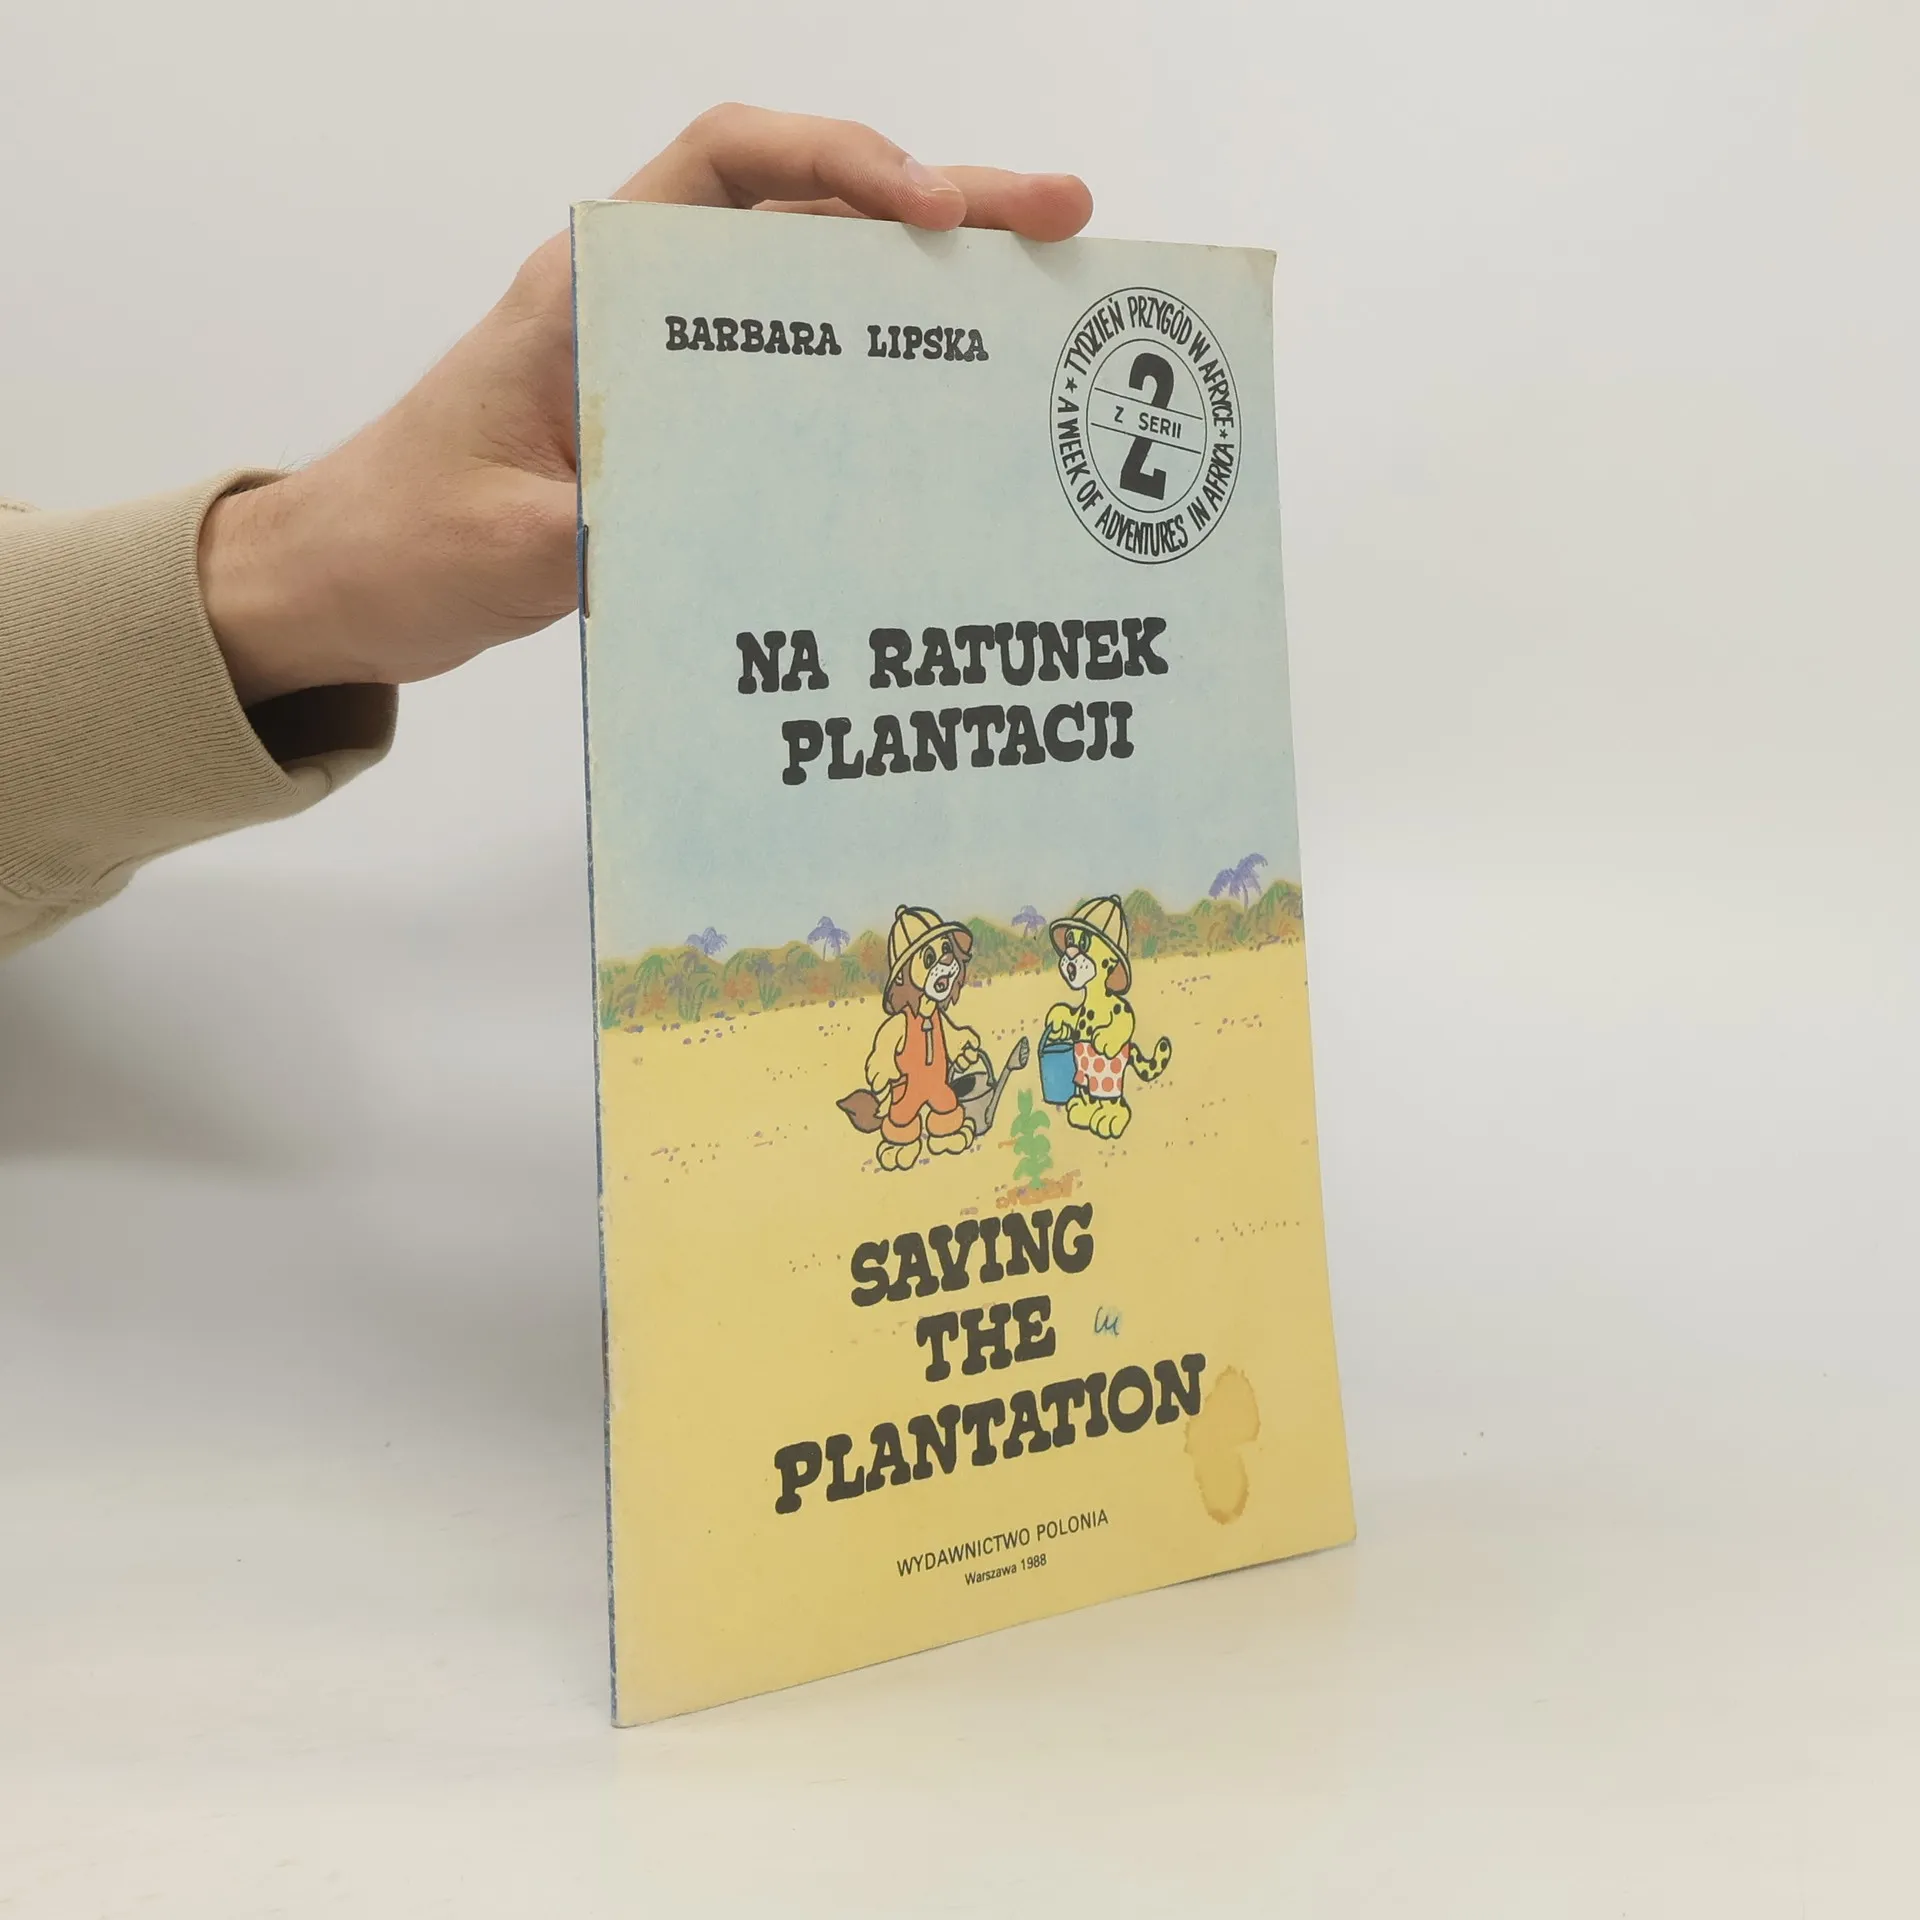 BARBARA LIPSKA
★ TYDZIEŃ PRZYGÓD W AFRYCE ★
A WEEK OF ADVENTURES IN AFRICA
2
Z SERII
NA RATUNEK
PLANTACJI
SAVING
THE
PLANTATION
WYDAWNICTWO POLONIA
Warszawa 1988